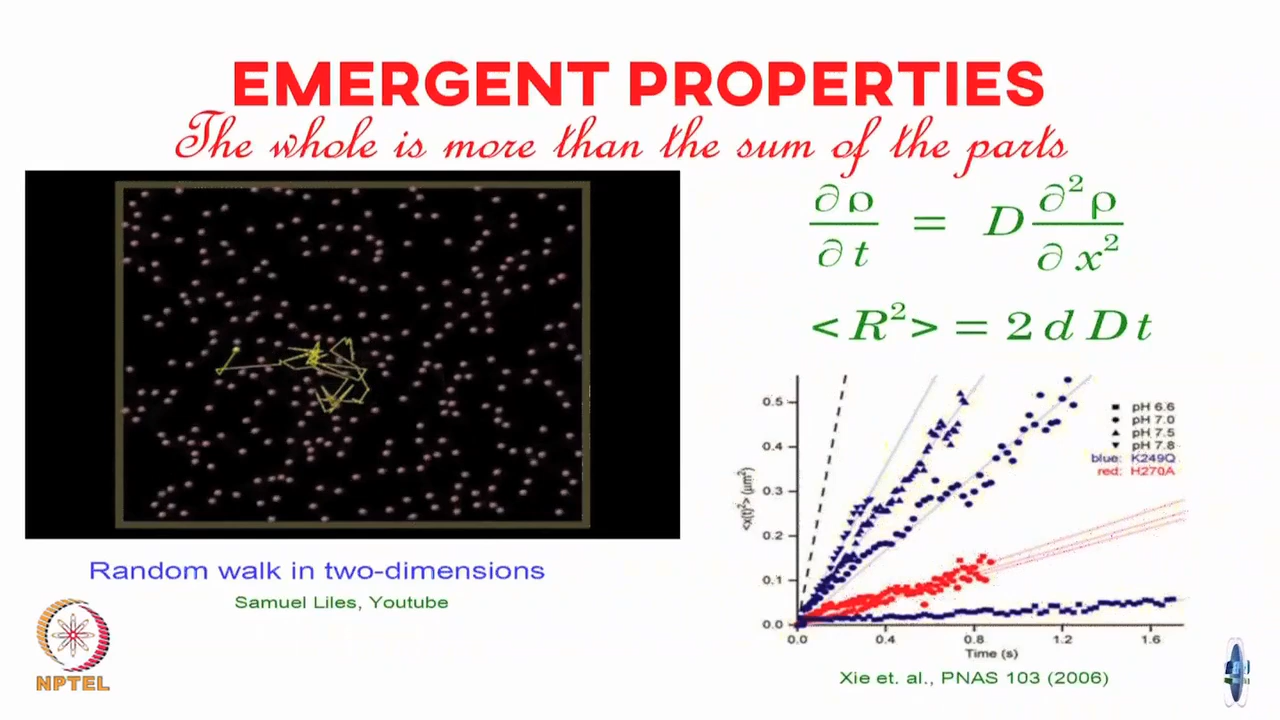 EMERGENT PROPERTIES
The whole is more than the sum of the parts
∂ρ/∂t = D ∂²ρ/∂x²
<R²> = 2 d D t
Random walk in two-dimensions
Samuel Liles, Youtube
NPTEL
<x(t)²> (μm²)
0.5
0.4
0.3
0.2
0.1
0.0
0.0 0.4 0.8 1.2 1.6
Time (s)
pH 6.6
pH 7.0
pH 7.5
pH 7.8
blue: K249Q
red: H270A
Xie et. al., PNAS 103 (2006)